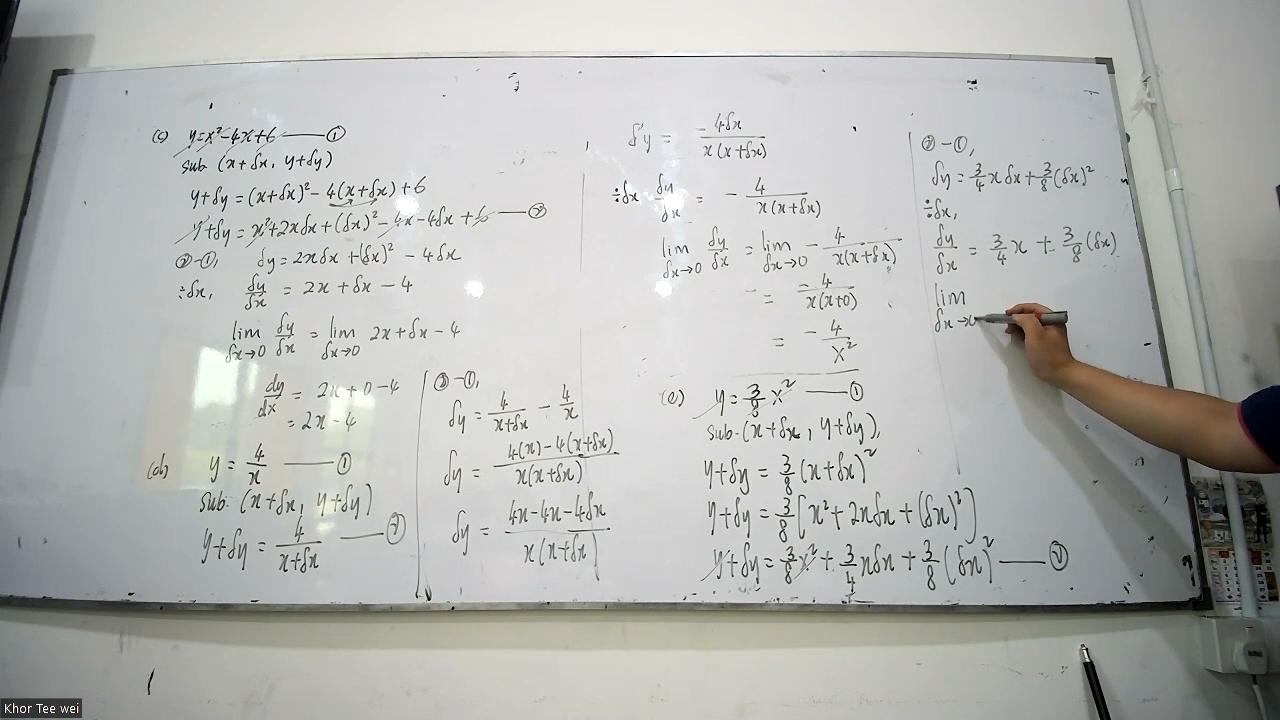 (c) y=x²-4x+6 ——— ①
sub (x+δx, y+δy)
y+δy = (x+δx)² - 4(x+δx) + 6
y+δy = x²+2xδx+(δx)² - 4x-4δx + 6 —— ②
②-①, δy = 2xδx + (δx)² - 4δx
÷δx, δy/δx = 2x + δx - 4
lim δx→0 δy/δx = lim δx→0 2x+δx-4
dy/dx = 2x+0-4
= 2x-4
(d) y = 4/x ——— ①
sub. (x+δx, y+δy)
y+δy = 4/(x+δx) ——— ②
②-①,
δy = 4/(x+δx) - 4/x
δy = (4(x)-4(x+δx))/(x(x+δx))
δy = (4x-4x-4δx)/(x(x+δx))
δy = -4δx/(x(x+δx))
÷δx δy/δx = - 4/(x(x+δx))
lim δx→0 δy/δx = lim δx→0 - 4/(x(x+δx))
= -4/(x(x+0))
= - 4/x²
(e) y = 3/8 x² ——— ①
sub. (x+δx, y+δy),
y+δy = 3/8 (x+δx)²
y+δy = 3/8 [x²+2xδx+(δx)²]
y+δy = 3/8 x² + 3/4 xδx + 3/8 (δx)² ——— ②
②-①,
δy = 3/4 xδx + 3/8 (δx)²
÷δx,
δy/δx = 3/4 x + 3/8 (δx)
lim δx→x
Khor Tee wei